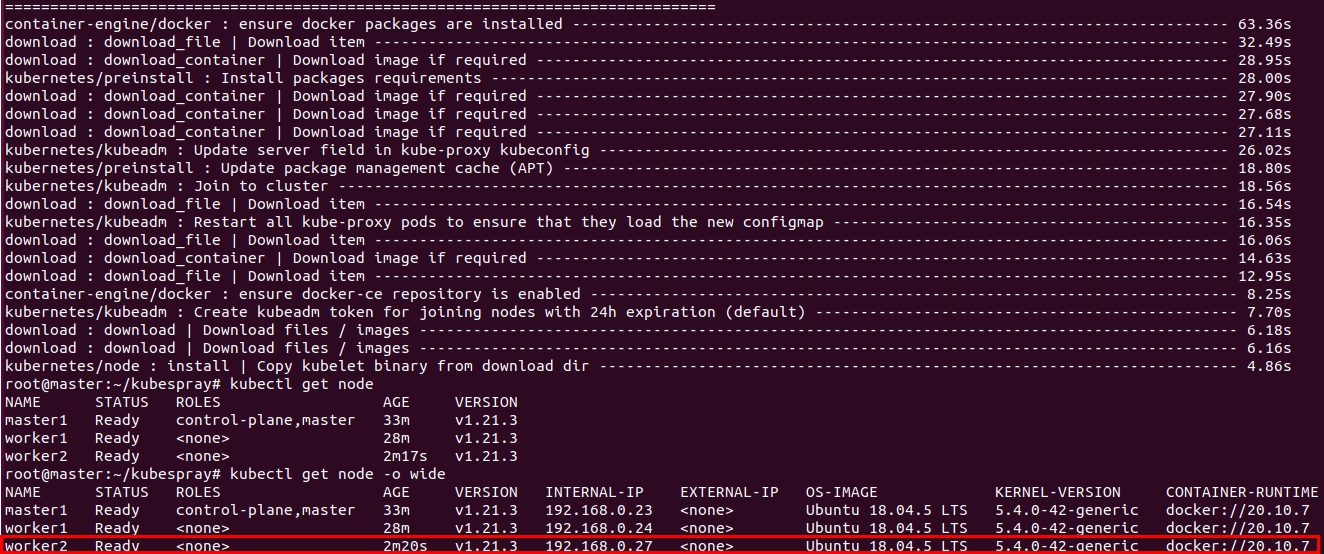 ===============================================================================
container-engine/docker : ensure docker packages are installed ------------------------------------------------------------------------- 63.36s
download : download_file | Download item ----------------------------------------------------------------------------------------------- 32.49s
download : download_container | Download image if required ----------------------------------------------------------------------------- 28.95s
kubernetes/preinstall : Install packages requirements ---------------------------------------------------------------------------------- 28.00s
download : download_container | Download image if required ----------------------------------------------------------------------------- 27.90s
download : download_container | Download image if required ----------------------------------------------------------------------------- 27.68s
download : download_container | Download image if required ----------------------------------------------------------------------------- 27.11s
kubernetes/kubeadm : Update server field in kube-proxy kubeconfig ---------------------------------------------------------------------- 26.02s
kubernetes/preinstall : Update package management cache (APT) -------------------------------------------------------------------------- 18.80s
kubernetes/kubeadm : Join to cluster --------------------------------------------------------------------------------------------------- 18.56s
download : download_file | Download item ----------------------------------------------------------------------------------------------- 16.54s
kubernetes/kubeadm : Restart all kube-proxy pods to ensure that they load the new configmap -------------------------------------------- 16.35s
download : download_file | Download item ----------------------------------------------------------------------------------------------- 16.06s
download : download_container | Download image if required ----------------------------------------------------------------------------- 14.63s
download : download_file | Download item ----------------------------------------------------------------------------------------------- 12.95s
container-engine/docker : ensure docker-ce repository is enabled ------------------------------------------------------------------------ 8.25s
kubernetes/kubeadm : Create kubeadm token for joining nodes with 24h expiration (default) ----------------------------------------------- 7.70s
download : download | Download files / images ------------------------------------------------------------------------------------------- 6.18s
download : download | Download files / images ------------------------------------------------------------------------------------------- 6.16s
kubernetes/node : install | Copy kubelet binary from download dir ----------------------------------------------------------------------- 4.86s
root@master:~/kubespray# kubectl get node
NAME      STATUS   ROLES                  AGE     VERSION
master1   Ready    control-plane,master   33m     v1.21.3
worker1   Ready    <none>                 28m     v1.21.3
worker2   Ready    <none>                 2m17s   v1.21.3
root@master:~/kubespray# kubectl get node -o wide
NAME      STATUS   ROLES                  AGE     VERSION   INTERNAL-IP    EXTERNAL-IP   OS-IMAGE             KERNEL-VERSION     CONTAINER-RUNTIME
master1   Ready    control-plane,master   33m     v1.21.3   192.168.0.23   <none>        Ubuntu 18.04.5 LTS   5.4.0-42-generic   docker://20.10.7
worker1   Ready    <none>                 28m     v1.21.3   192.168.0.24   <none>        Ubuntu 18.04.5 LTS   5.4.0-42-generic   docker://20.10.7
worker2   Ready    <none>                 2m20s   v1.21.3   192.168.0.27   <none>        Ubuntu 18.04.5 LTS   5.4.0-42-generic   docker://20.10.7